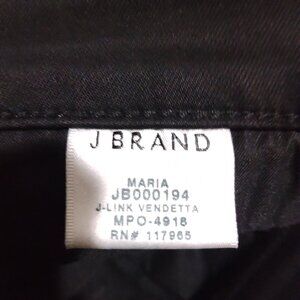 J BRAND
MARIA
JB000194
J-LINK VENDETTA
MPO-4918
RN# 117965